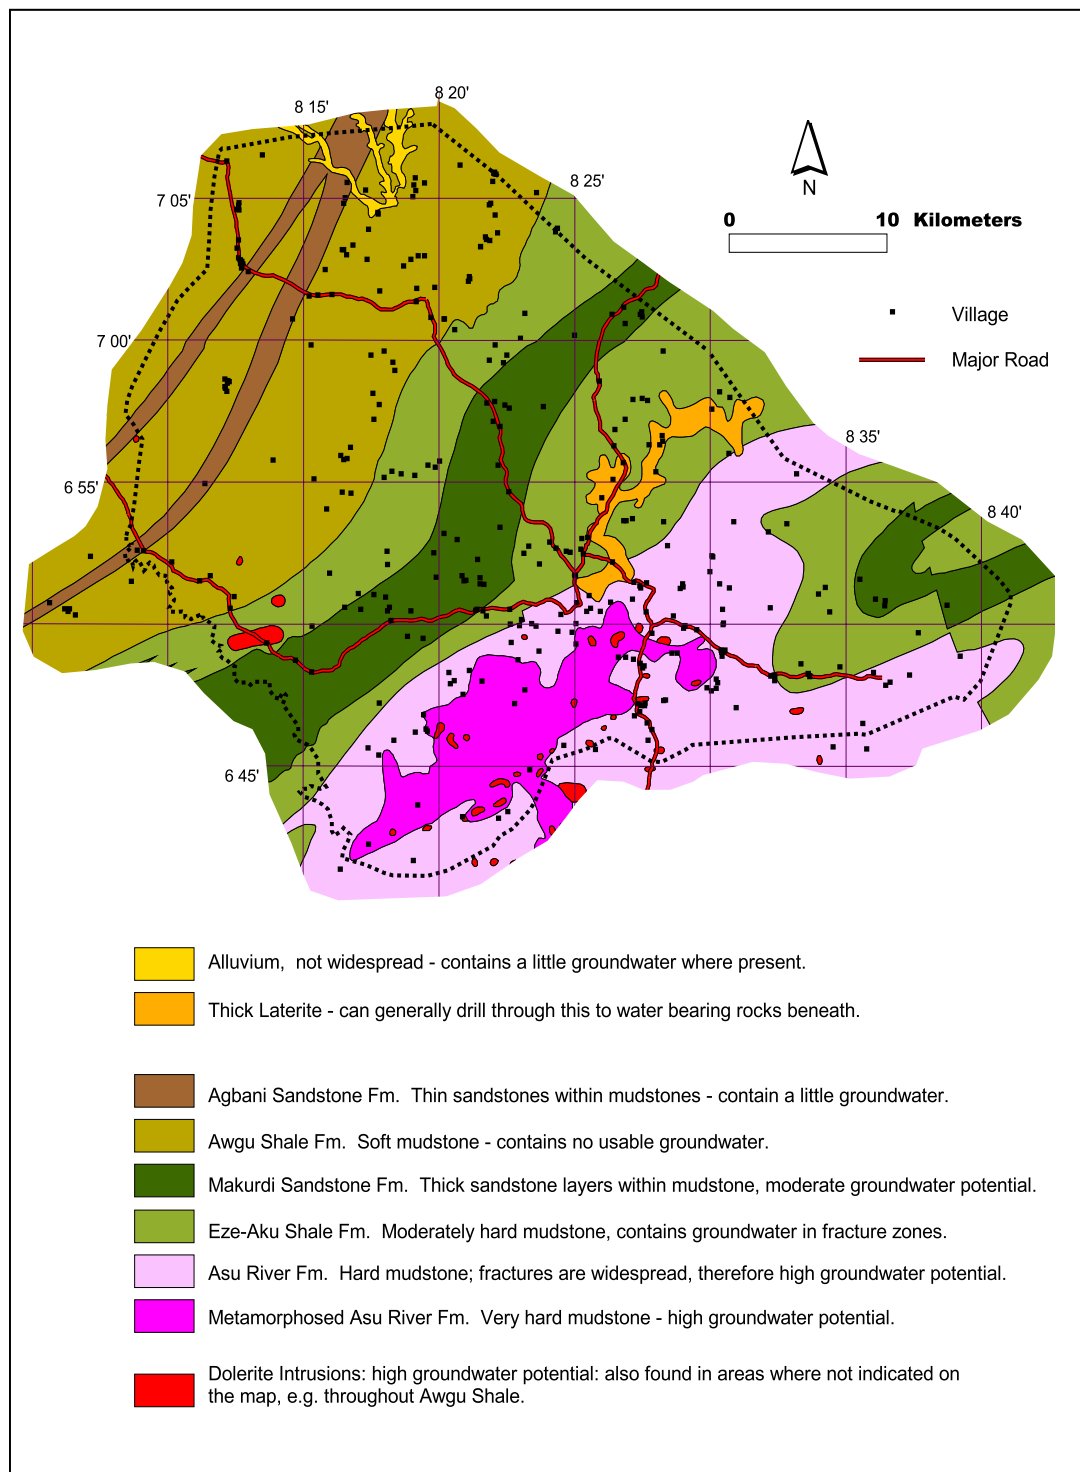 8 20'
8 15'
8 25'
7 05'
N
0 10 Kilometers
Village
7 00'
Major Road
8 35'
6 55'
8 40'
6 45'
Alluvium, not widespread - contains a little groundwater where present.
Thick Laterite - can generally drill through this to water bearing rocks beneath.
Agbani Sandstone Fm. Thin sandstones within mudstones - contain a little groundwater.
Awgu Shale Fm. Soft mudstone - contains no usable groundwater.
Makurdi Sandstone Fm. Thick sandstone layers within mudstone, moderate groundwater potential.
Eze-Aku Shale Fm. Moderately hard mudstone, contains groundwater in fracture zones.
Asu River Fm. Hard mudstone; fractures are widespread, therefore high groundwater potential.
Metamorphosed Asu River Fm. Very hard mudstone - high groundwater potential.
Dolerite Intrusions: high groundwater potential: also found in areas where not indicated on
the map, e.g. throughout Awgu Shale.